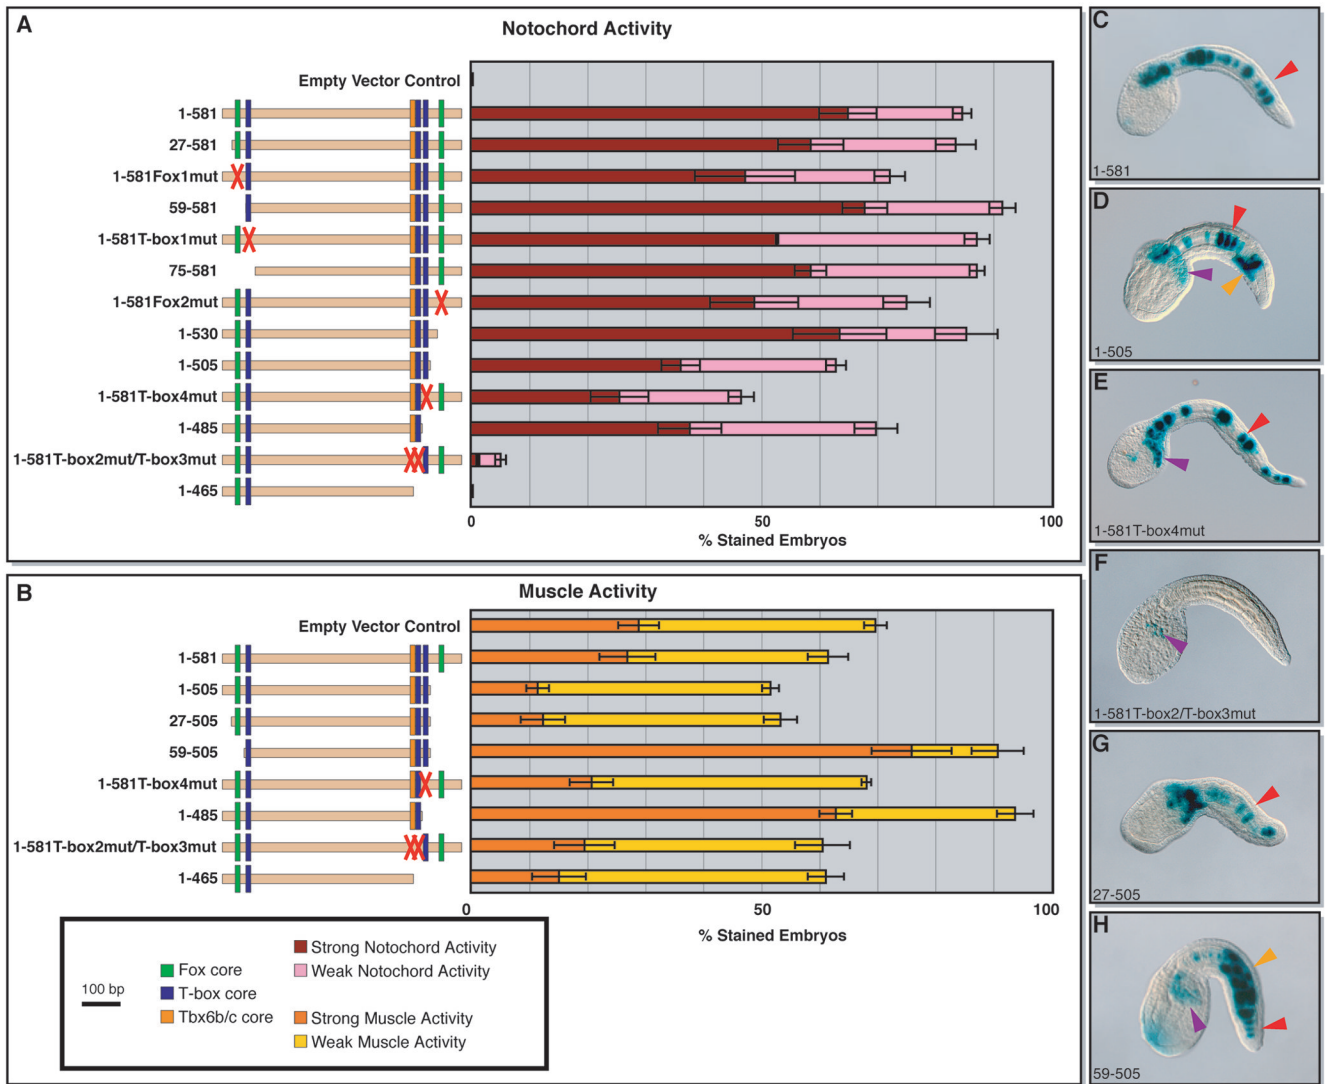 A
Notochord Activity
Empty Vector Control
1-581
27-581
1-581Fox1mut
59-581
1-581T-box1mut
75-581
1-581Fox2mut
1-530
1-505
1-581T-box4mut
1-485
1-581T-box2mut/T-box3mut
1-465
0 50 100
% Stained Embryos
B
Muscle Activity
Empty Vector Control
1-581
1-505
27-505
59-505
1-581T-box4mut
1-485
1-581T-box2mut/T-box3mut
1-465
0 50 100
% Stained Embryos
100 bp
Fox core
T-box core
Tbx6b/c core
Strong Notochord Activity
Weak Notochord Activity
Strong Muscle Activity
Weak Muscle Activity
C
1-581
D
1-505
E
1-581T-box4mut
F
1-581T-box2/T-box3mut
G
27-505
H
59-505